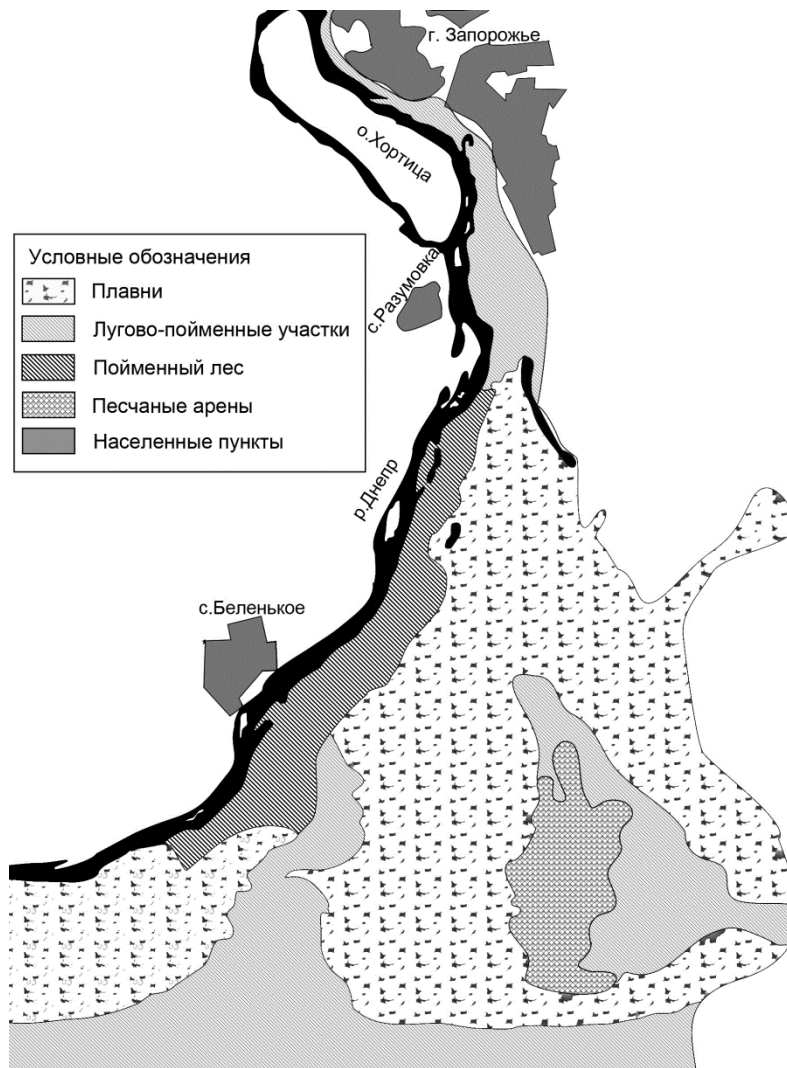 г. Запорожье
о.Хортица
Условные обозначения
Плавни
Лугово-пойменные участки
Пойменный лес
Песчаные арены
Населенные пункты
с.Разумовка
р.Днепр
с.Беленькое